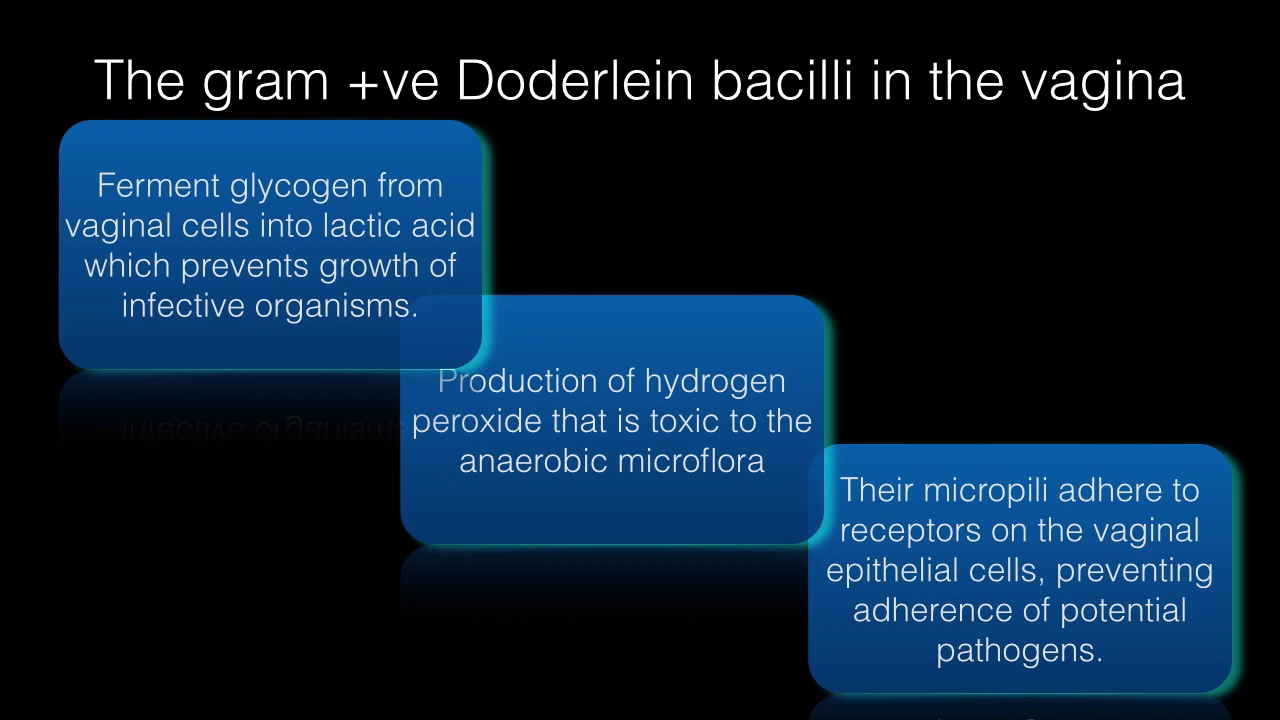 The gram +ve Doderlein bacilli in the vagina
Ferment glycogen from
vaginal cells into lactic acid
which prevents growth of
infective organisms.
Production of hydrogen
peroxide that is toxic to the
anaerobic microflora
Their micropili adhere to
receptors on the vaginal
epithelial cells, preventing
adherence of potential
pathogens.